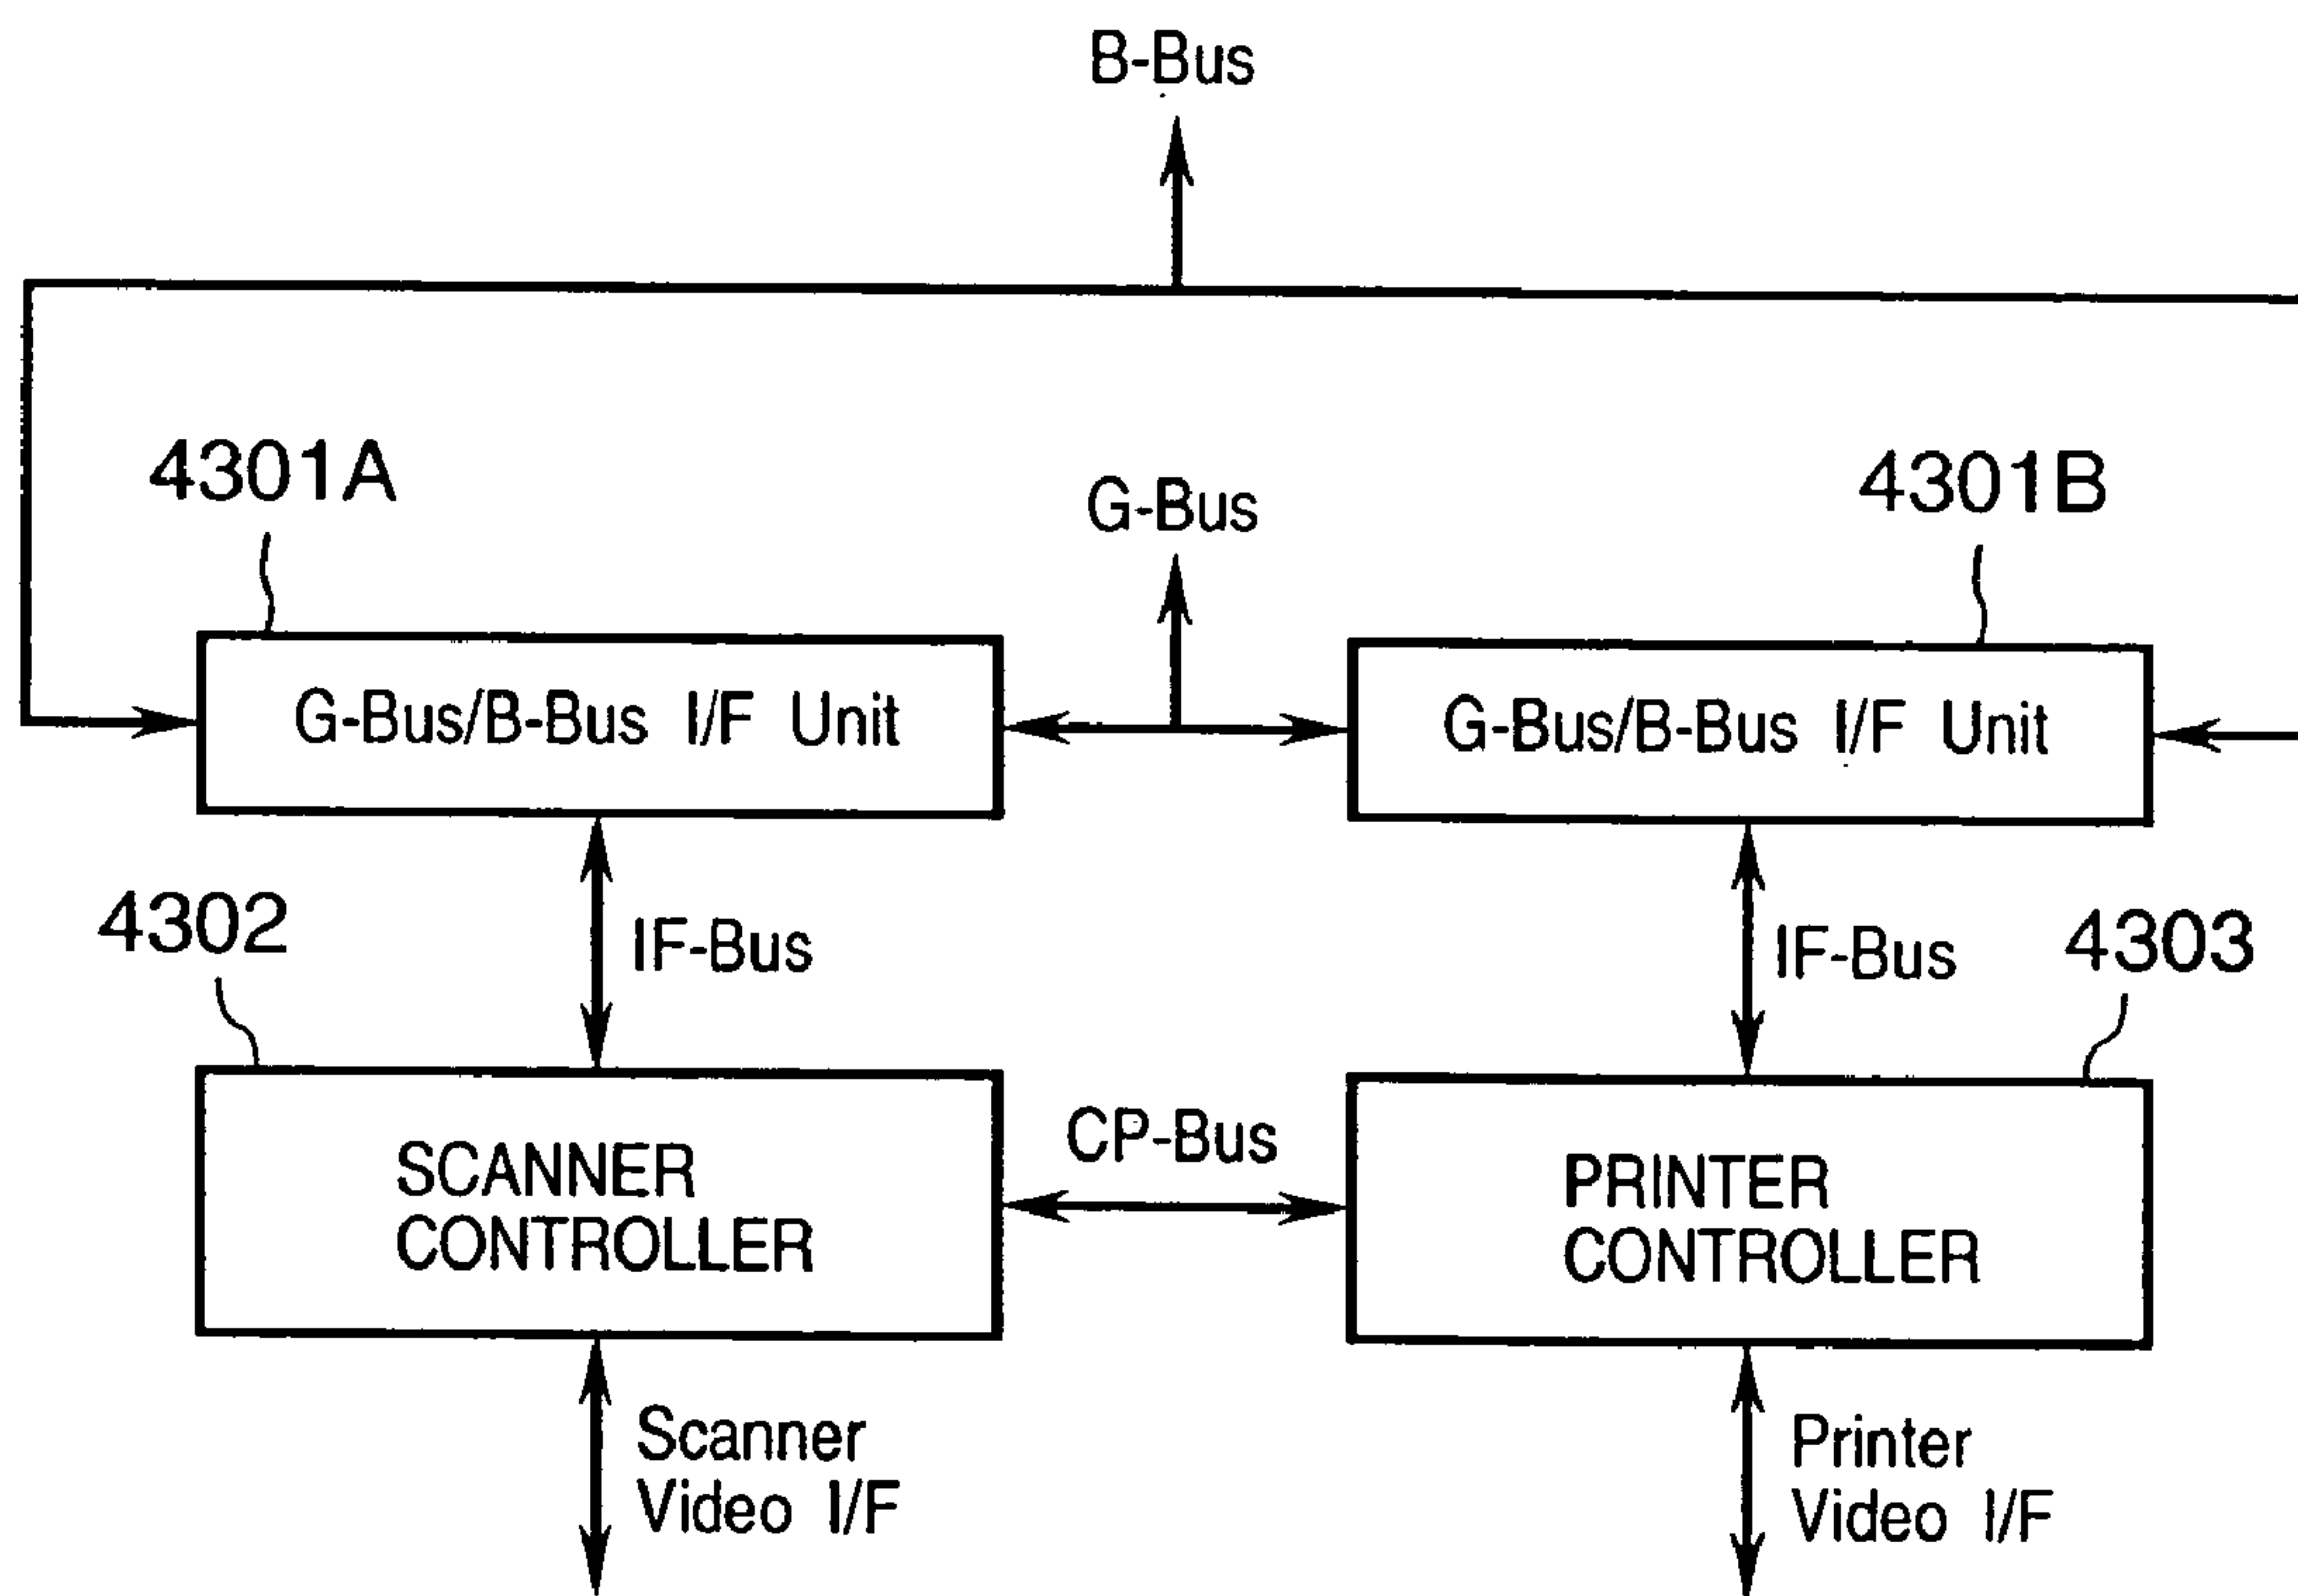 B-Bus
4301A
4301B
G-Bus
G-Bus/B-Bus I/F Unit
G-Bus/B-Bus I/F Unit
4302
IF-Bus
IF-Bus
4303
SCANNER
CONTROLLER
CP-Bus
PRINTER
CONTROLLER
Scanner
Video I/F
Printer
Video I/F